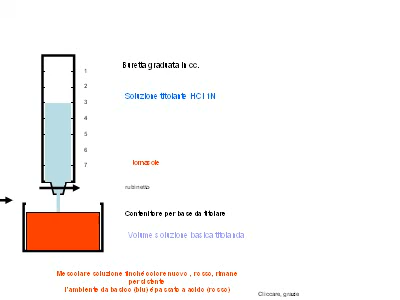 Buretta graduata in cc.
1
2
Soluzione titolante HCl 1N
3
4
5
6
7
tornasole
rubinetto
Contenitore per base da titolare
Volume soluzione basica titolanda
Mescolare soluzione finché colore nuovo, rosso, rimane
persistente
l'ambiente da basico (blu) é passato a acido (rosso)
Cliccare, grazie